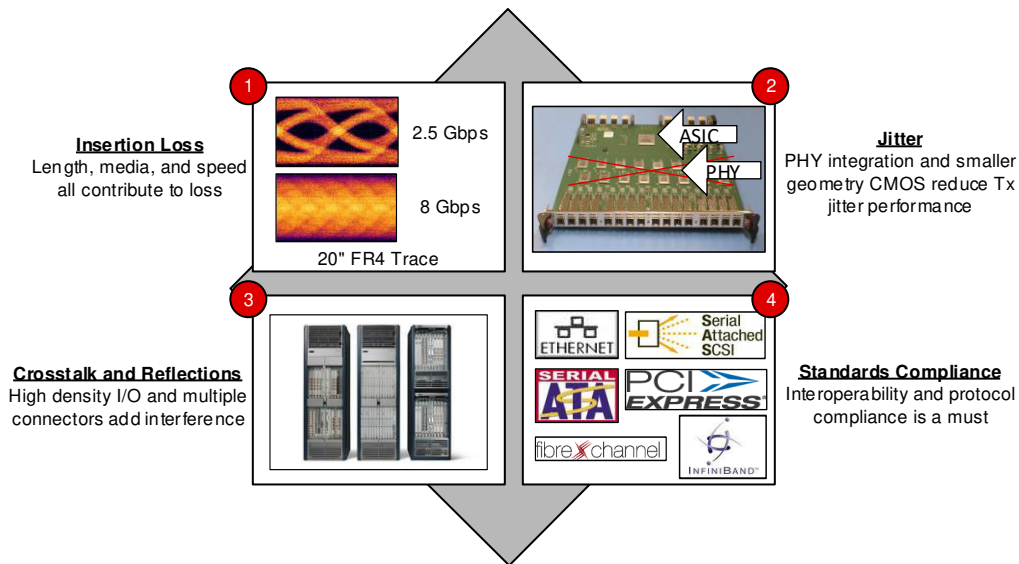 1
Insertion Loss
Length, media, and speed
all contribute to loss
2.5 Gbps
8 Gbps
20" FR4 Trace
2
ASIC
PHY
Jitter
PHY integration and smaller
geometry CMOS reduce Tx
jitter performance
3
Crosstalk and Reflections
High density I/O and multiple
connectors add interference
4
ETHERNET
Serial
Attached
SCSI
SERIAL
ATA
PCI
EXPRESS®
fibre channel
INFINIBAND™
Standards Compliance
Interoperability and protocol
compliance is a must